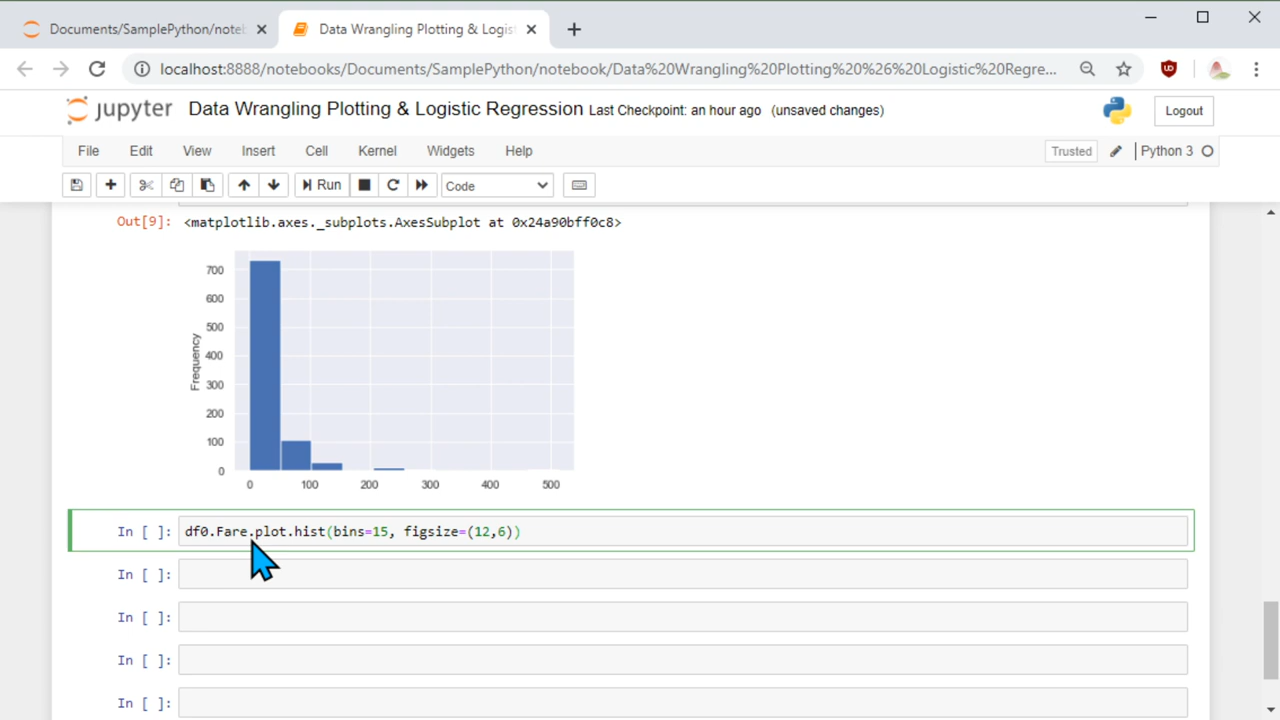 Documents/SamplePython/noteb
Data Wrangling Plotting & Logist
localhost:8888/notebooks/Documents/SamplePython/notebook/Data%20Wrangling%20Plotting%20%26%20Logistic%20Regre...
jupyter Data Wrangling Plotting & Logistic Regression Last Checkpoint: an hour ago (unsaved changes)
Logout
File Edit View Insert Cell Kernel Widgets Help
Trusted Python 3
Run Code
Out[9]: <matplotlib.axes._subplots.AxesSubplot at 0x24a90bff0c8>
Frequency
700
600
500
400
300
200
100
0
0 100 200 300 400 500
In [ ]: df0.Fare.plot.hist(bins=15, figsize=(12,6))
In [ ]:
In [ ]:
In [ ]:
In [ ]: